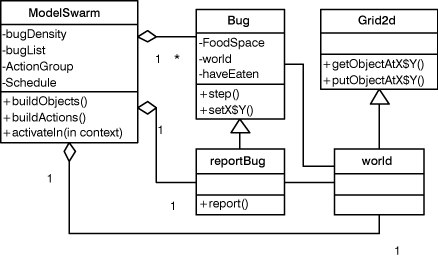 ModelSwarm
-bugDensity
-bugList
-ActionGroup
-Schedule
+buildObjects()
+buildActions()
+activateIn(in context)
Bug
-FoodSpace
-world
-haveEaten
+step()
+setX$Y()
Grid2d
+getObjectAtX$Y()
+putObjectAtX$Y()
reportBug
+report()
world
1
*
1
1
1
1